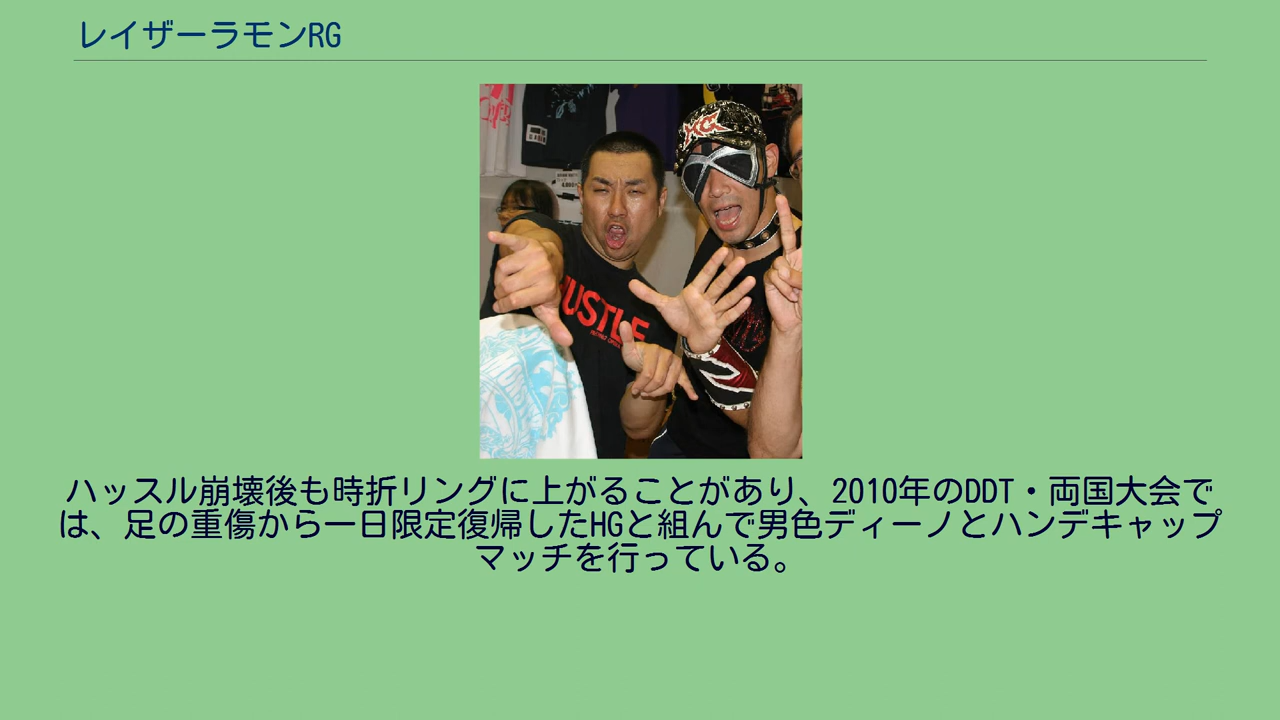 レイザーラモンRG
HG
HUSTLE
ハッスル崩壊後も時折リングに上がることがあり、2010年のDDT・両国大会で
は、足の重傷から一日限定復帰したHGと組んで男色ディーノとハンデキャップ
マッチを行っている。